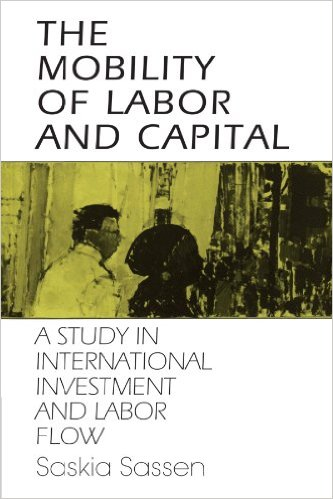 THE
MOBILITY
OF LABOR
AND CAPITAL
A STUDY IN
INTERNATIONAL
INVESTMENT
AND LABOR
FLOW
Saskia Sassen